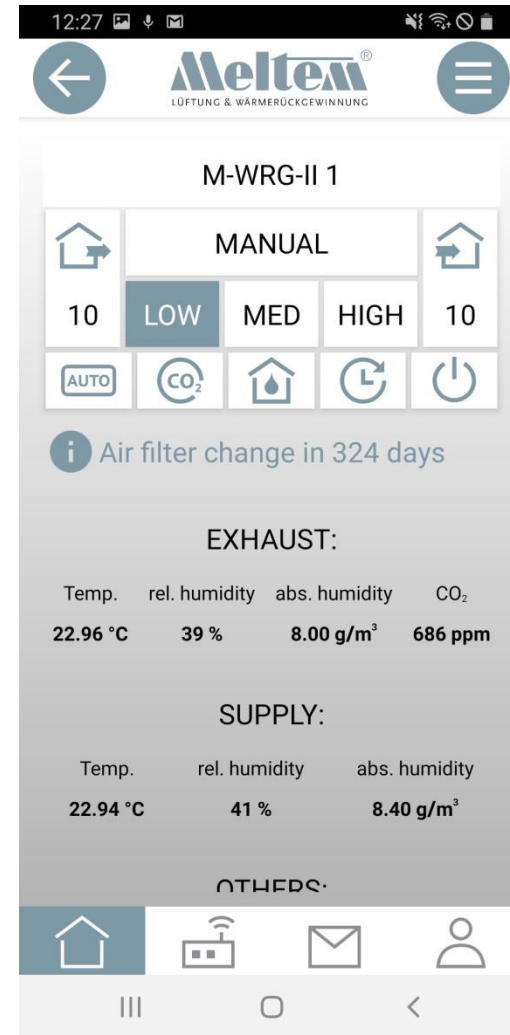 12:27
Meltem®
LÜFTUNG & WÄRMERÜCKGEWINNUNG
M-WRG-II 1
MANUAL
10 LOW MED HIGH 10
AUTO CO₂
i Air filter change in 324 days
EXHAUST:
Temp. rel. humidity abs. humidity CO₂
22.96 °C 39 % 8.00 g/m³ 686 ppm
SUPPLY:
Temp. rel. humidity abs. humidity
22.94 °C 41 % 8.40 g/m³
OTHERS: